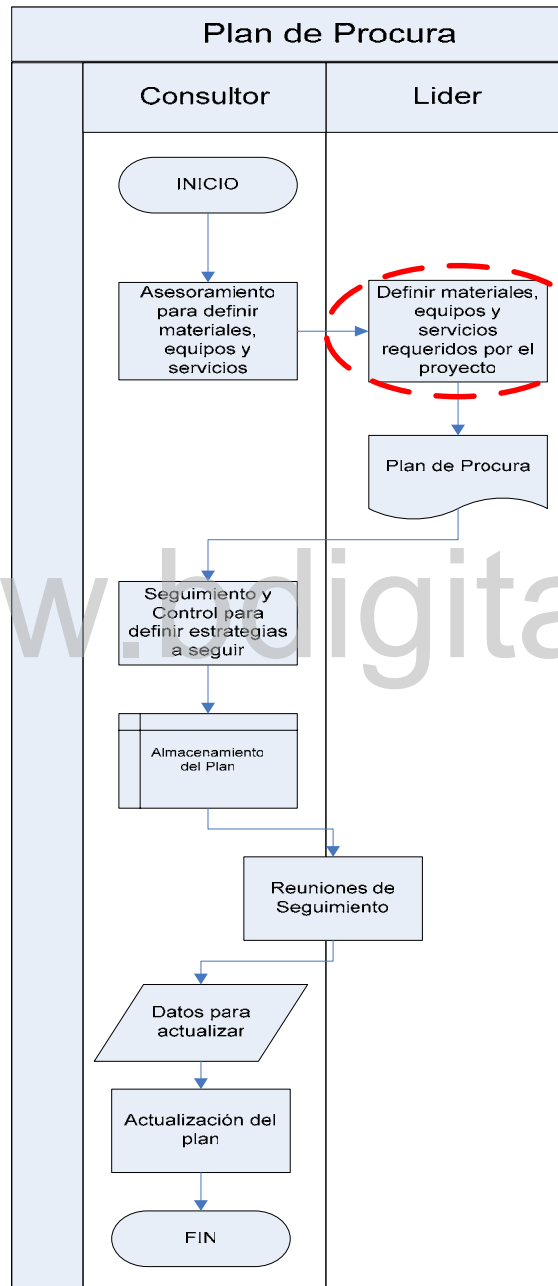 Plan de Procura
Consultor
Lider
INICIO
Asesoramiento
para definir
materiales,
equipos y
servicios
Definir materiales,
equipos y
servicios
requeridos por el
proyecto
Plan de Procura
w.bdigita
Seguimiento y
Control para
definir estrategias
a seguir
Almacenamiento
del Plan
Reuniones de
Seguimiento
Datos para
actualizar
Actualización del
plan
FIN